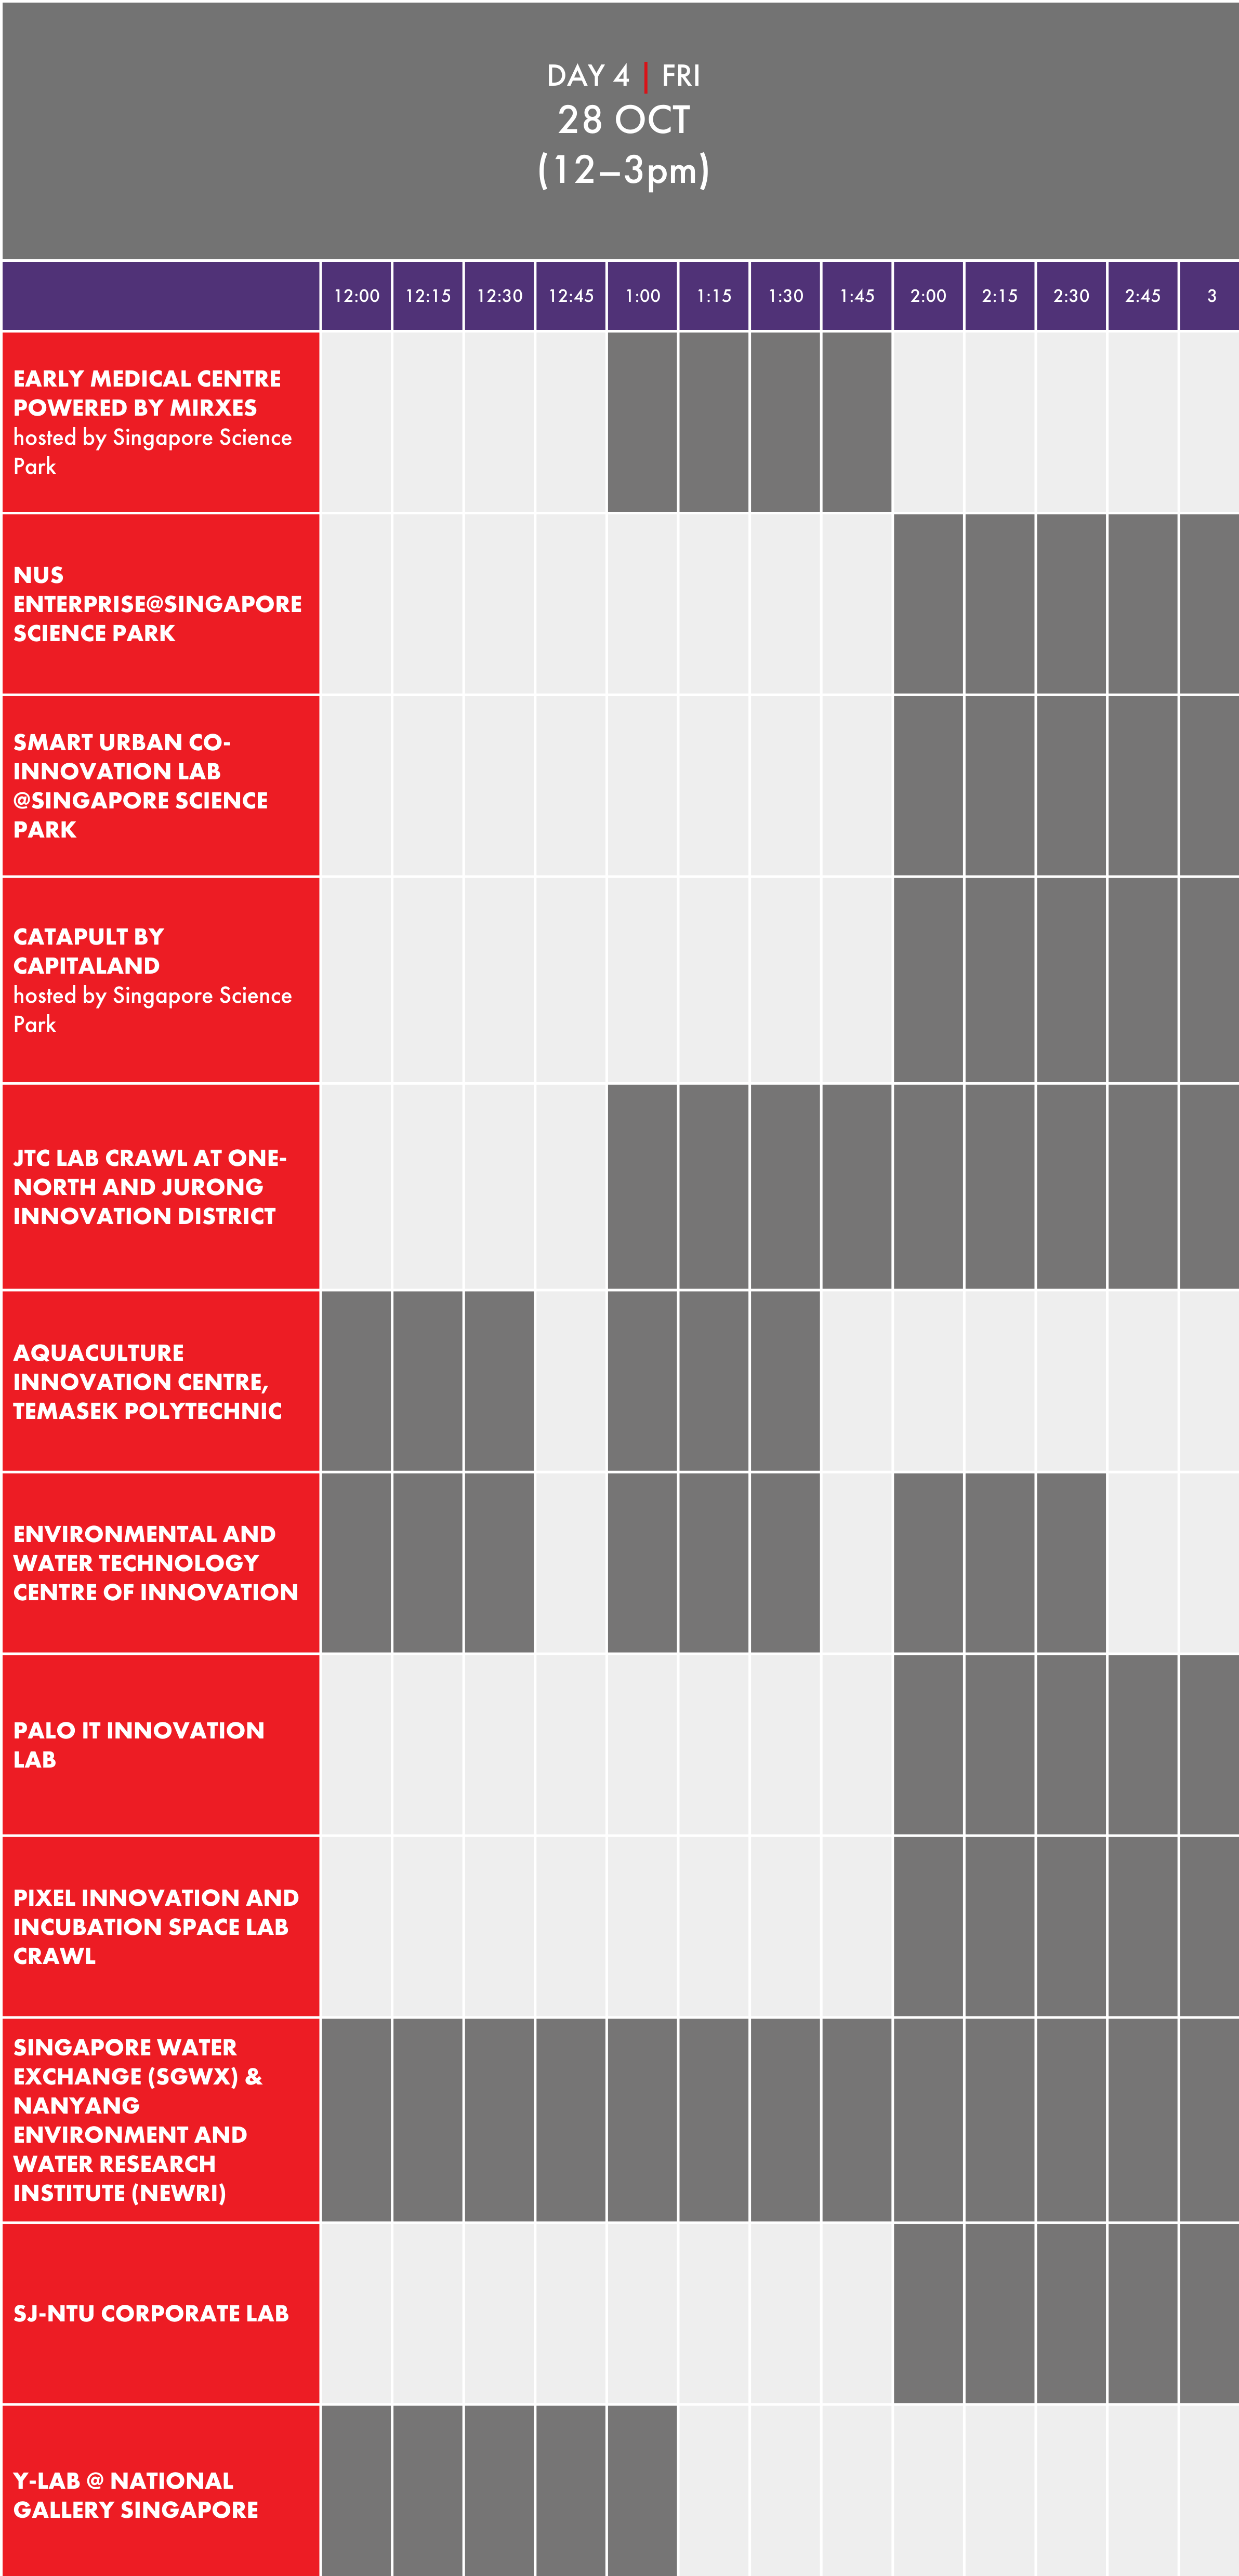 DAY 4 | FRI
28 OCT
(12–3pm)
12:00 12:15 12:30 12:45 1:00 1:15 1:30 1:45 2:00 2:15 2:30 2:45 3
EARLY MEDICAL CENTRE
POWERED BY MIRXES
hosted by Singapore Science
Park
NUS
ENTERPRISE@SINGAPORE
SCIENCE PARK
SMART URBAN CO-
INNOVATION LAB
@SINGAPORE SCIENCE
PARK
CATAPULT BY
CAPITALAND
hosted by Singapore Science
Park
JTC LAB CRAWL AT ONE-
NORTH AND JURONG
INNOVATION DISTRICT
AQUACULTURE
INNOVATION CENTRE,
TEMASEK POLYTECHNIC
ENVIRONMENTAL AND
WATER TECHNOLOGY
CENTRE OF INNOVATION
PALO IT INNOVATION
LAB
PIXEL INNOVATION AND
INCUBATION SPACE LAB
CRAWL
SINGAPORE WATER
EXCHANGE (SGWX) &
NANYANG
ENVIRONMENT AND
WATER RESEARCH
INSTITUTE (NEWRI)
SJ-NTU CORPORATE LAB
Y-LAB @ NATIONAL
GALLERY SINGAPORE